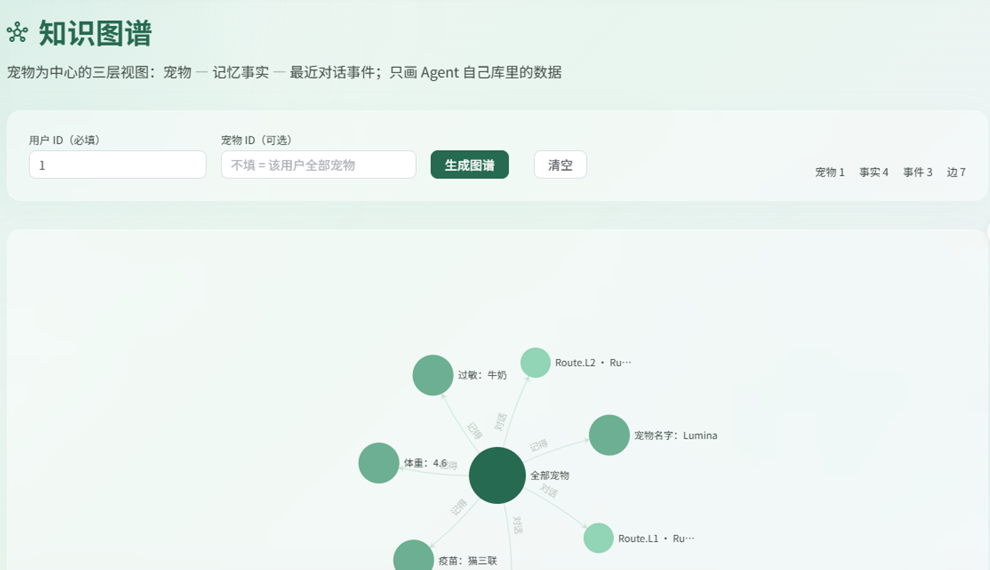 知识图谱
宠物为中心的三层视图：宠物 — 记忆事实 — 最近对话事件；只画 Agent 自己库里的数据
用户 ID（必填）
宠物 ID（可选）
1
不填 = 该用户全部宠物
生成图谱
清空
宠物 1 事实 4 事件 3 边 7
Route.L2 · Ru…
过敏：牛奶
对话
记得
宠物名字：Lumina
记得
体重：4.6
记得
全部宠物
对话
记得
对话
Route.L1 · Ru…
疫苗：猫三联